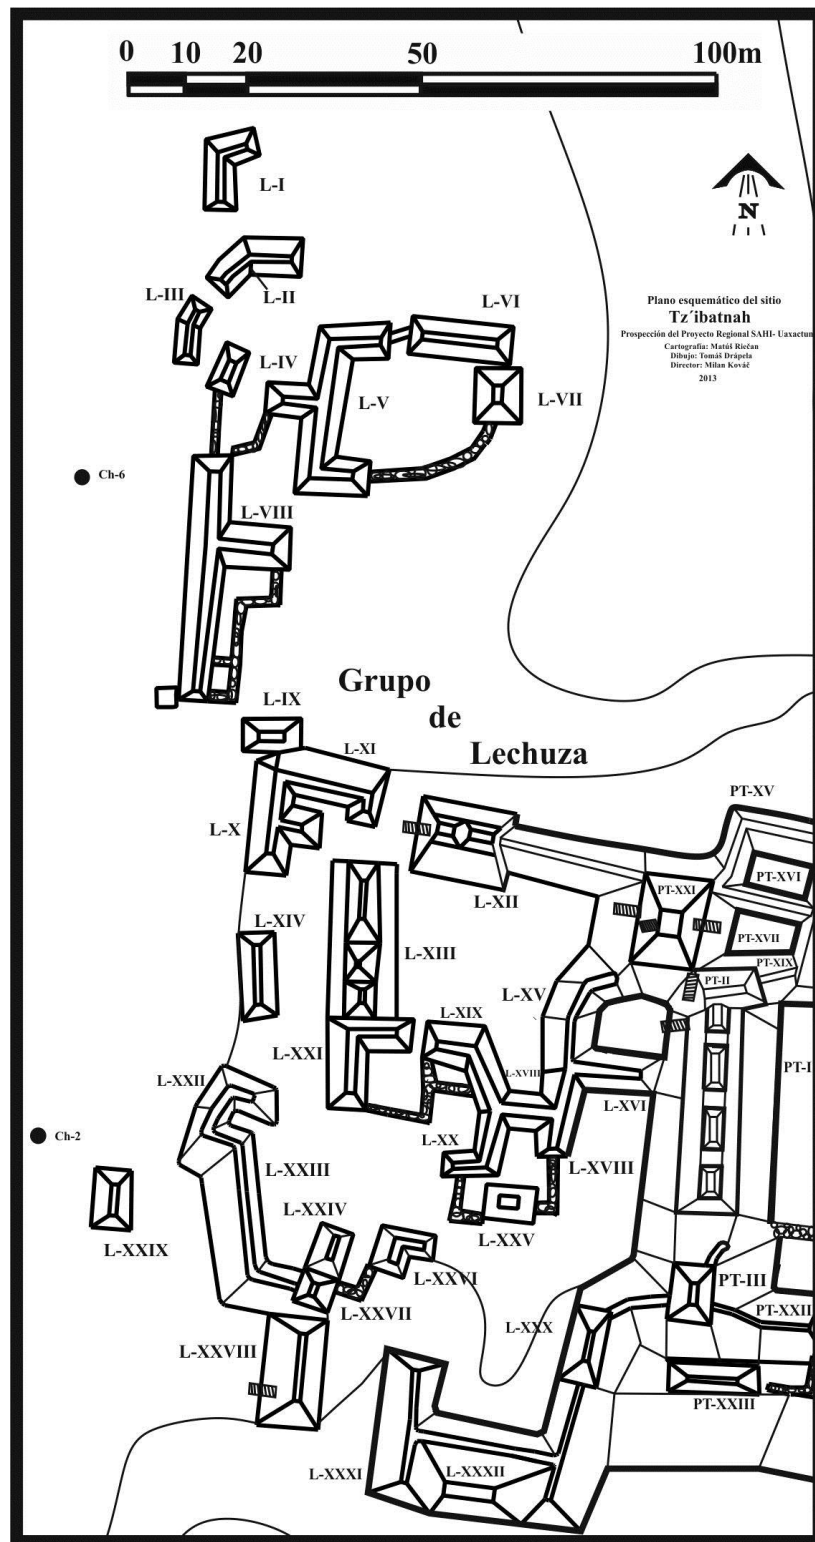 0 10 20 50 100m
L-I
N
L-II
L-III
L-VI
Plano esquemático del sitio
Tz´ibatnah
Prospección del Proyecto Regional SAHI- Uaxactun
Cartografía: Matúš Riečan
Dibujo: Tomáš Drápela
Director: Milan Kováč
2013
L-IV
L-V
L-VII
Ch-6
L-VIII
Grupo
de
Lechuza
L-IX
L-XI
PT-XV
L-X
PT-XVI
PT-XXI
L-XII
L-XIV
PT-XVII
L-XIII
PT-XIX
PT-II
L-XV
L-XIX
L-XXI
PT-I
L-XVIII
L-XXII
L-XVI
Ch-2
L-XX
L-XXIII
L-XVIII
L-XXIV
L-XXV
L-XXIX
L-XXVI
PT-III
L-XXVII
PT-XXII
L-XXX
L-XXVIII
PT-XXIII
L-XXXI
L-XXXII